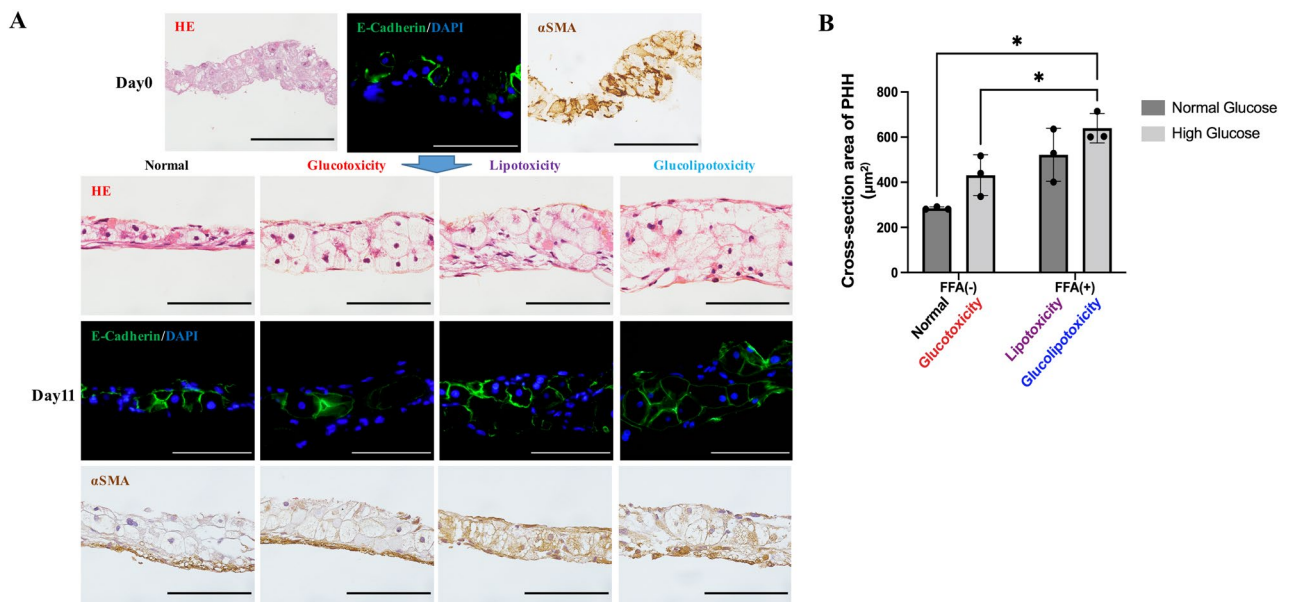 A
HE
E-Cadherin/DAPI
αSMA
Day0
Normal
Glucotoxicity
Lipotoxicity
Glucolipotoxicity
HE
E-Cadherin/DAPI
Day11
αSMA
B
*
*
Normal Glucose
High Glucose
Cross-section area of PHH
(μm²)
800
600
400
200
0
FFA(-)
FFA(+)
Normal
Glucotoxicity
Lipotoxicity
Glucolipotoxicity